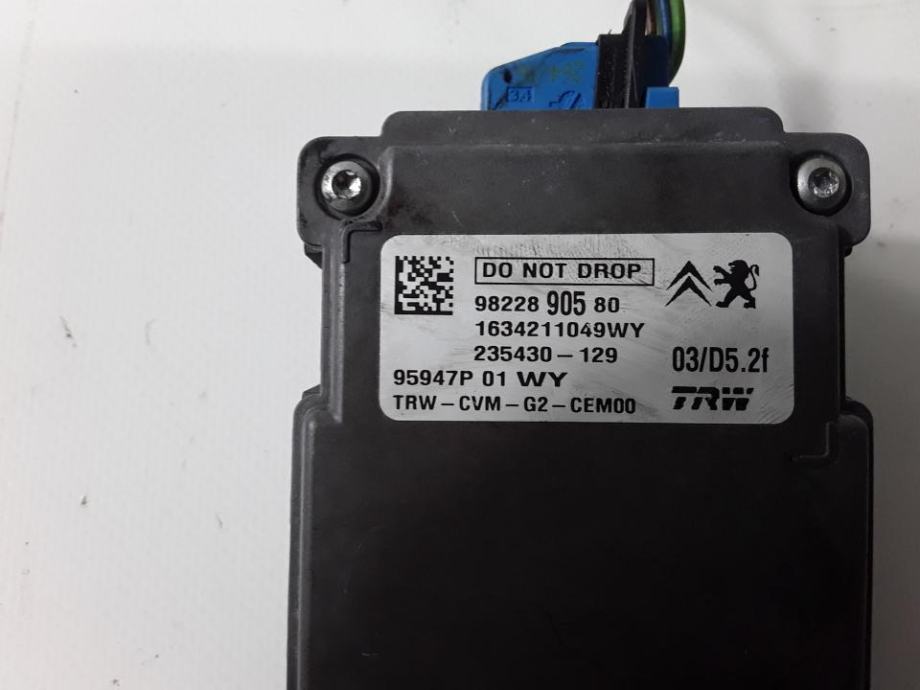 34
DO NOT DROP
98228 905 80
1634211049WY
235430-129
03/D5.2f
95947P 01 WY
TRW-CVM-G2-CEM00
TRW